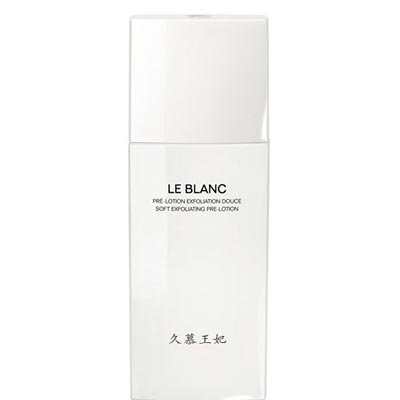 LE BLANC
PRÉ-LOTION EXFOLIATION DOUCE
SOFT EXFOLIATING PRE-LOTION
久慕王妃